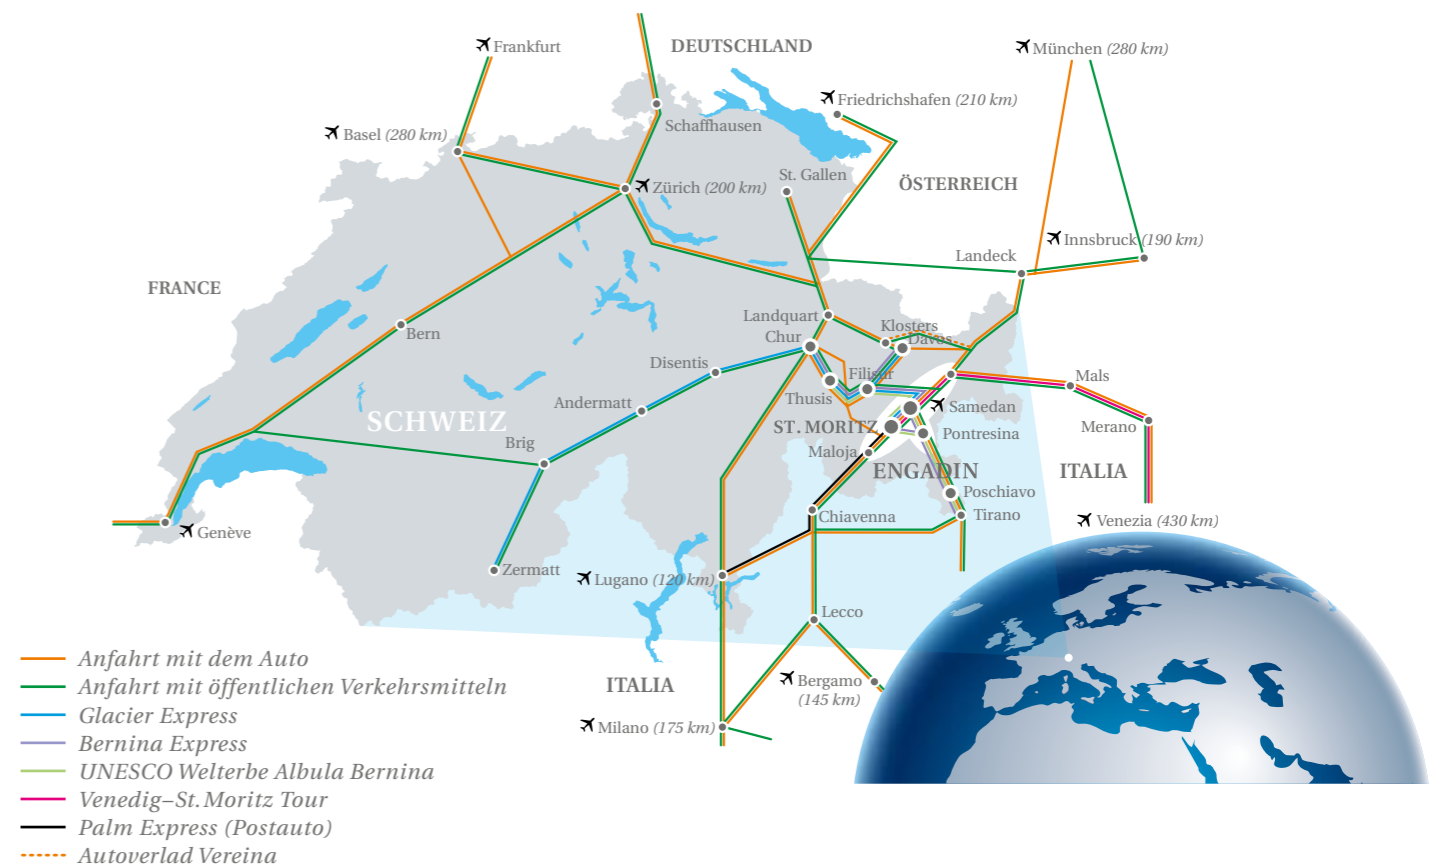 DEUTSCHLAND
Frankfurt
München (280 km)
Friedrichshafen (210 km)
Basel (280 km)
Schaffhausen
St. Gallen
Zürich (200 km)
ÖSTERREICH
Innsbruck (190 km)
Landeck
FRANCE
Landquart
Klosters
Bern
Chur
Davos
Disentis
Filisur
Mals
Thusis
Andermatt
Samedan
SCHWEIZ
ST. MORITZ
Merano
Pontresina
Brig
Maloja
ENGADIN
ITALIA
Poschiavo
Chiavenna
Tirano
Venezia (430 km)
Genève
Zermatt
Lugano (120 km)
Lecco
ITALIA
Bergamo
(145 km)
Milano (175 km)
Anfahrt mit dem Auto
Anfahrt mit öffentlichen Verkehrsmitteln
Glacier Express
Bernina Express
UNESCO Welterbe Albula Bernina
Venedig–St. Moritz Tour
Palm Express (Postauto)
Autoverlad Vereina